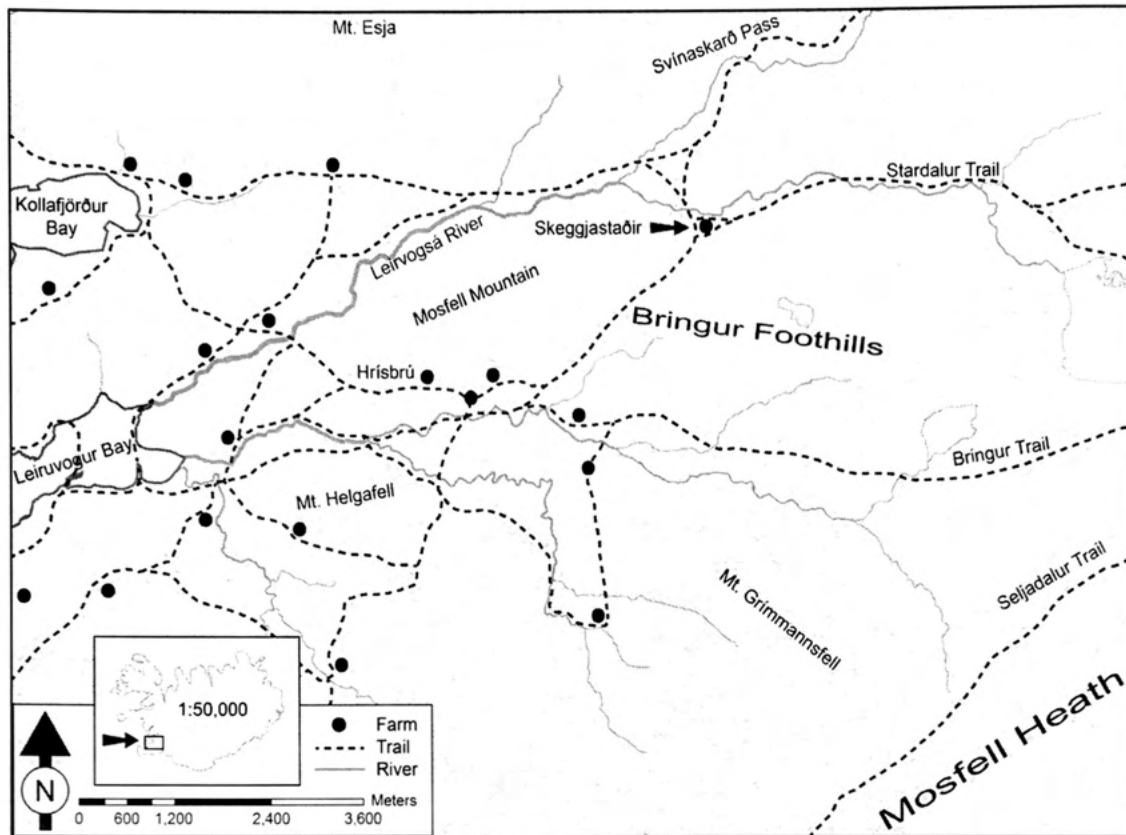 Mt. Esja
Svínaskarð Pass
Stardalur Trail
Kollafjörður
Bay
Skeggjastaðir
Leirvogsá River
Mosfell Mountain
Bringur Foothills
Hrísbrú
Leiruvogur Bay
Bringur Trail
Mt. Helgafell
Seljadalur Trail
Mt. Grímmannsfell
Mosfell Heath
1:50,000
Farm
Trail
River
N
Meters
0 600 1,200 2,400 3,600